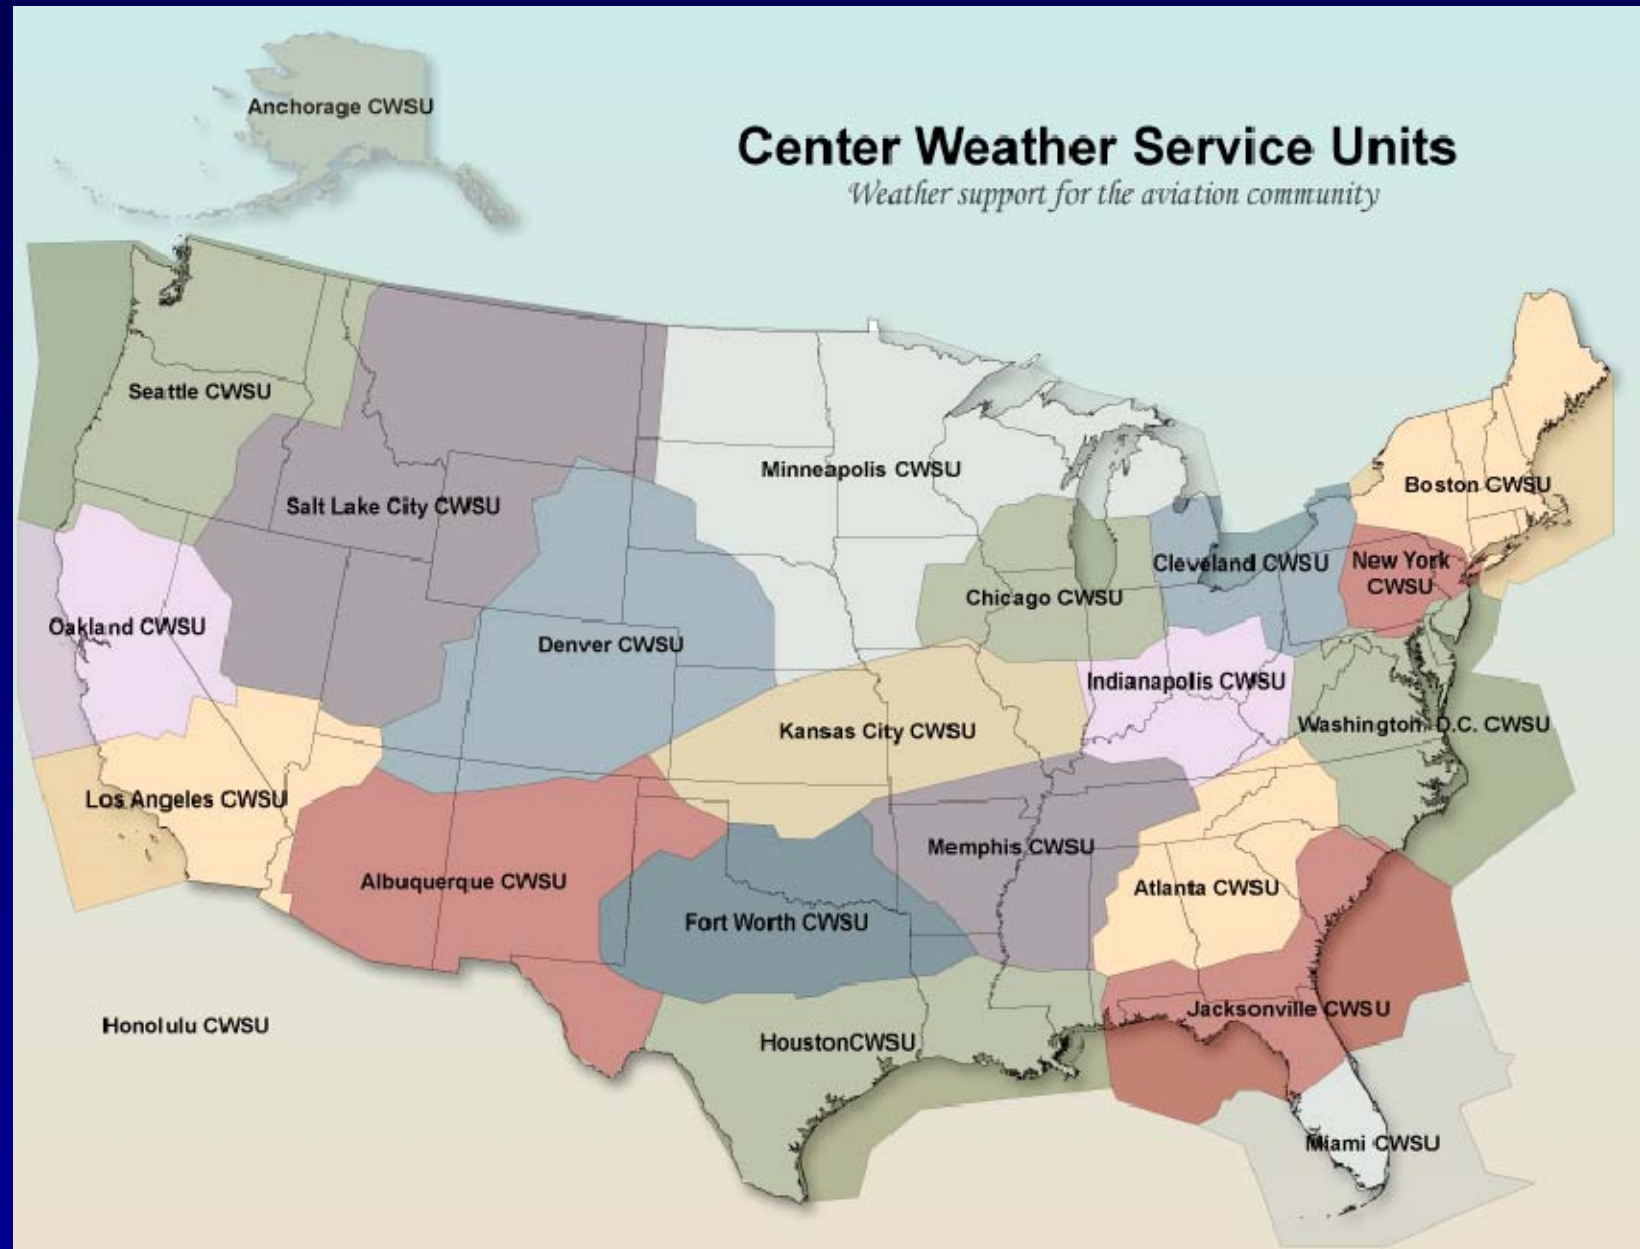 Anchorage CWSU
Center Weather Service Units
Weather support for the aviation community
Seattle CWSU
Minneapolis CWSU
Boston CWSU
Salt Lake City CWSU
Cleveland CWSU
New York
CWSU
Chicago CWSU
Oakland CWSU
Denver CWSU
Indianapolis CWSU
Kansas City CWSU
Washington D.C. CWSU
Los Angeles CWSU
Memphis CWSU
Albuquerque CWSU
Atlanta CWSU
Fort Worth CWSU
Jacksonville CWSU
Honolulu CWSU
HoustonCWSU
Miami CWSU